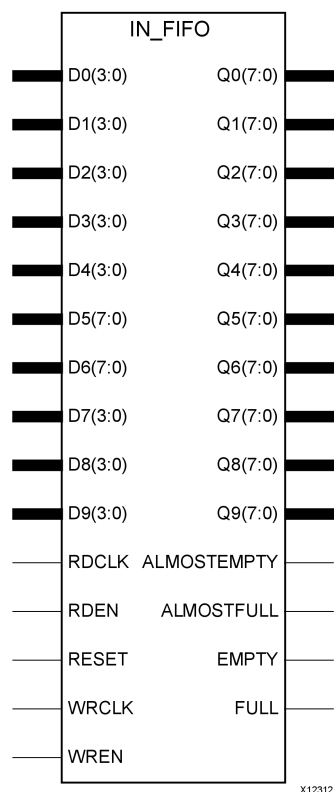 IN_FIFO
D0(3:0) Q0(7:0)
D1(3:0) Q1(7:0)
D2(3:0) Q2(7:0)
D3(3:0) Q3(7:0)
D4(3:0) Q4(7:0)
D5(7:0) Q5(7:0)
D6(7:0) Q6(7:0)
D7(3:0) Q7(7:0)
D8(3:0) Q8(7:0)
D9(3:0) Q9(7:0)
RDCLK ALMOSTEMPTY
RDEN ALMOSTFULL
RESET EMPTY
WRCLK FULL
WREN
X12312